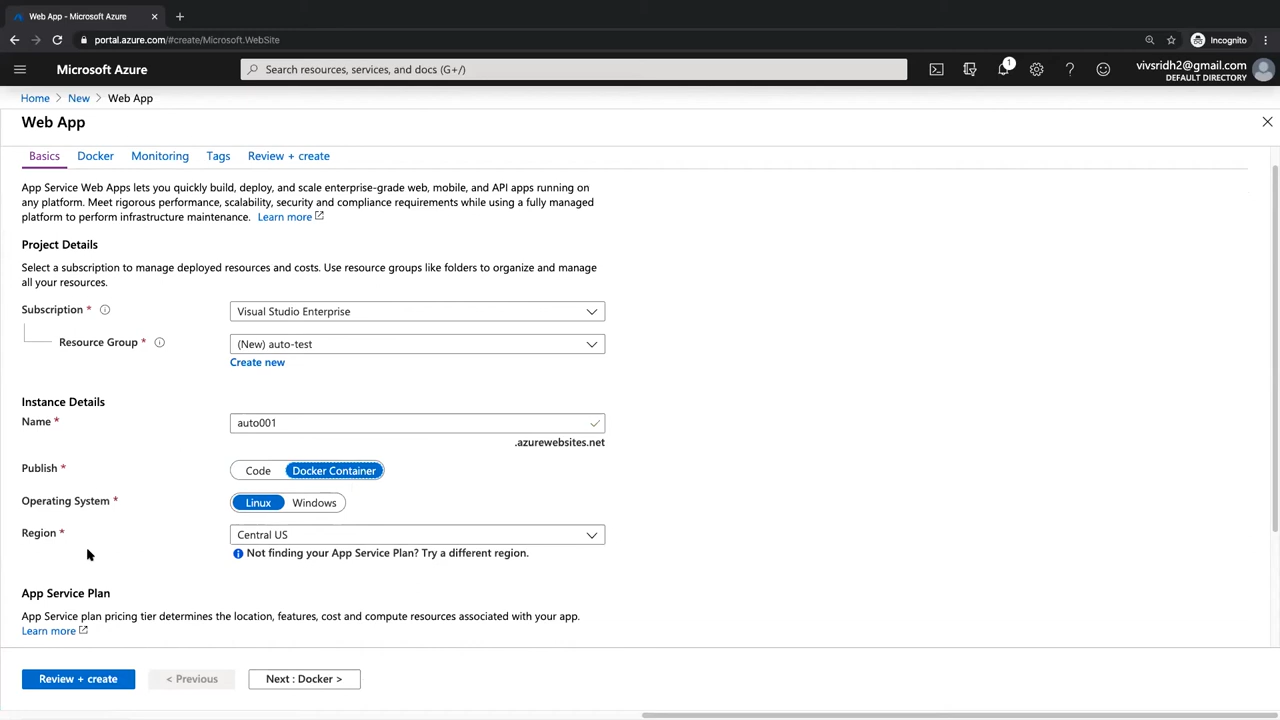 Web App - Microsoft Azure
portal.azure.com/#create/Microsoft.WebSite
Incognito
Microsoft Azure
Search resources, services, and docs (G+/)
1
vivsridh2@gmail.com
DEFAULT DIRECTORY
Home > New > Web App
Web App
Basics Docker Monitoring Tags Review + create
App Service Web Apps lets you quickly build, deploy, and scale enterprise-grade web, mobile, and API apps running on
any platform. Meet rigorous performance, scalability, security and compliance requirements while using a fully managed
platform to perform infrastructure maintenance. Learn more
Project Details
Select a subscription to manage deployed resources and costs. Use resource groups like folders to organize and manage
all your resources.
Subscription * Visual Studio Enterprise
Resource Group * (New) auto-test
Create new
Instance Details
Name * auto001
.azurewebsites.net
Publish * Code Docker Container
Operating System * Linux Windows
Region * Central US
Not finding your App Service Plan? Try a different region.
App Service Plan
App Service plan pricing tier determines the location, features, cost and compute resources associated with your app.
Learn more
Review + create < Previous Next : Docker >